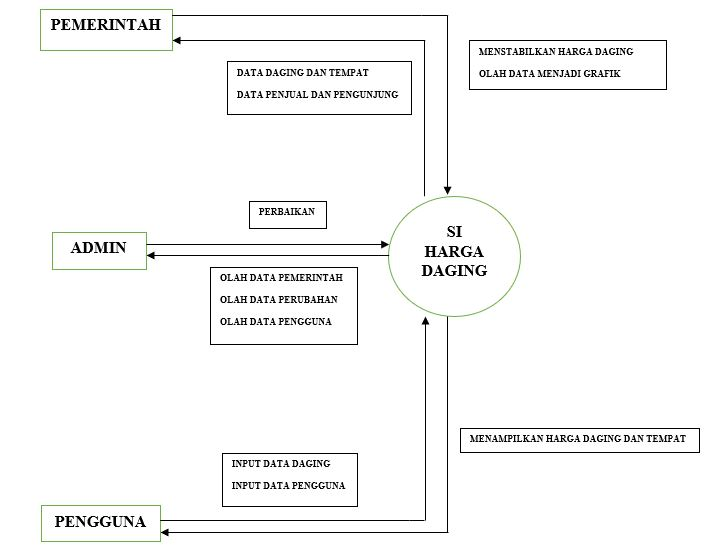 PEMERINTAH
MENSTABILKAN HARGA DAGING
OLAH DATA MENJADI GRAFIK
DATA DAGING DAN TEMPAT
DATA PENJUAL DAN PENGUNJUNG
PERBAIKAN
ADMIN
SI
HARGA
DAGING
OLAH DATA PEMERINTAH
OLAH DATA PERUBAHAN
OLAH DATA PENGGUNA
MENAMPILKAN HARGA DAGING DAN TEMPAT
INPUT DATA DAGING
INPUT DATA PENGGUNA
PENGGUNA